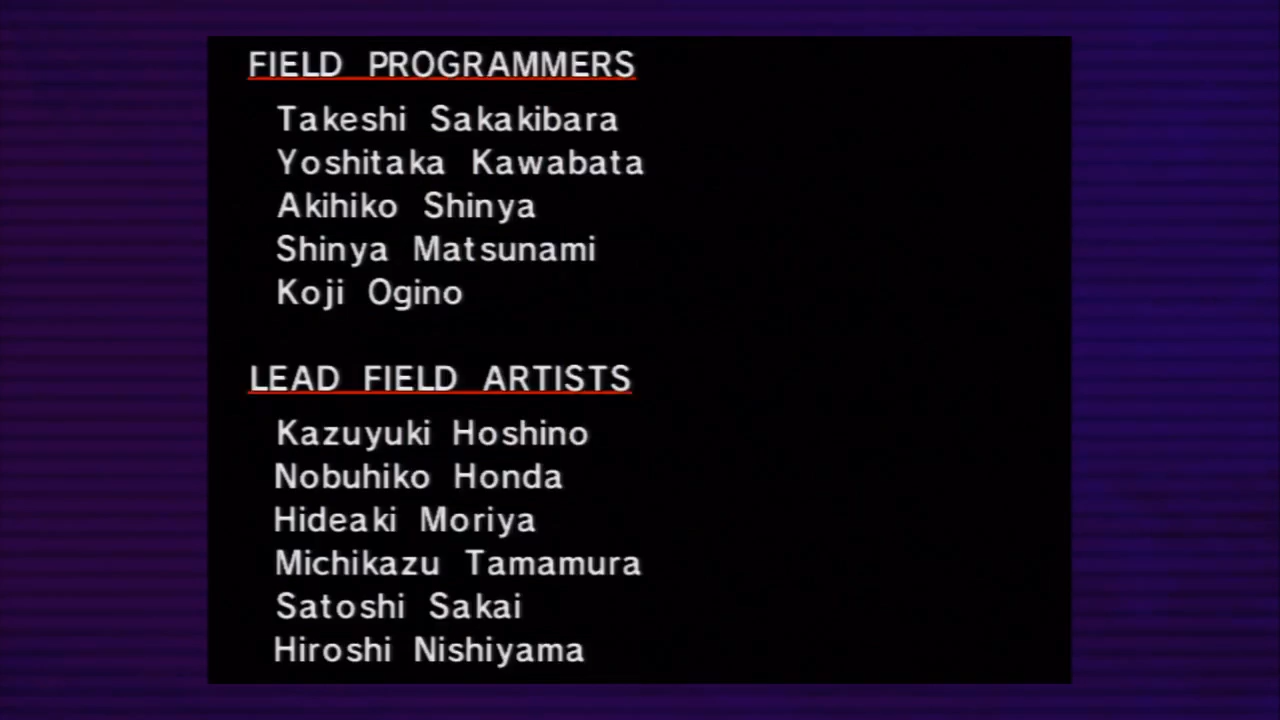 FIELD PROGRAMMERS
Takeshi Sakakibara
Yoshitaka Kawabata
Akihiko Shinya
Shinya Matsunami
Koji Ogino
LEAD FIELD ARTISTS
Kazuyuki Hoshino
Nobuhiko Honda
Hideaki Moriya
Michikazu Tamamura
Satoshi Sakai
Hiroshi Nishiyama